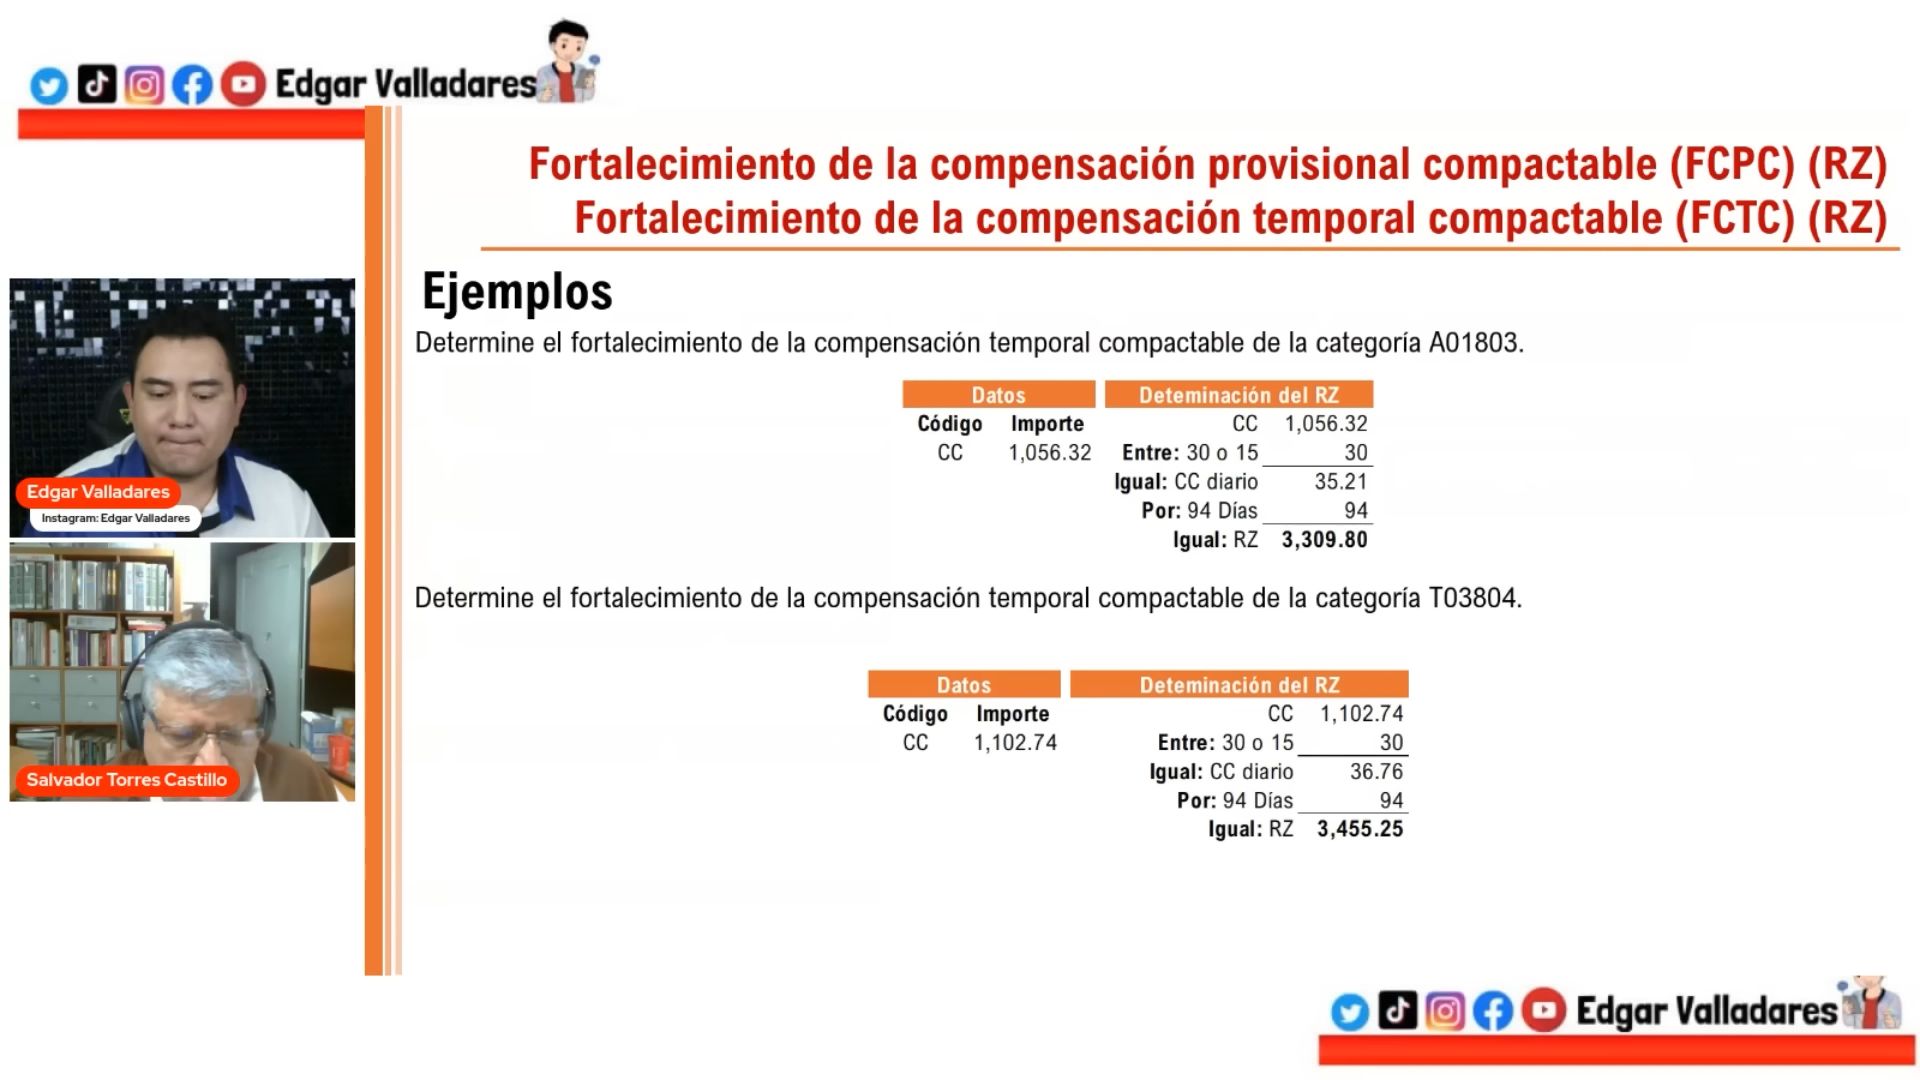 Edgar Valladares
Fortalecimiento de la compensación provisional compactable (FCPC) (RZ)
Fortalecimiento de la compensación temporal compactable (FCTC) (RZ)
Ejemplos
Determine el fortalecimiento de la compensación temporal compactable de la categoría A01803.
Datos Deteminación del RZ
Código Importe CC 1,056.32
CC 1,056.32 Entre: 30 o 15 30
Igual: CC diario 35.21
Por: 94 Días 94
Igual: RZ 3,309.80
Edgar Valladares
Instagram: Edgar Valladares
Determine el fortalecimiento de la compensación temporal compactable de la categoría T03804.
Datos Deteminación del RZ
Código Importe CC 1,102.74
CC 1,102.74 Entre: 30 o 15 30
Igual: CC diario 36.76
Por: 94 Días 94
Igual: RZ 3,455.25
Salvador Torres Castillo
Edgar Valladares